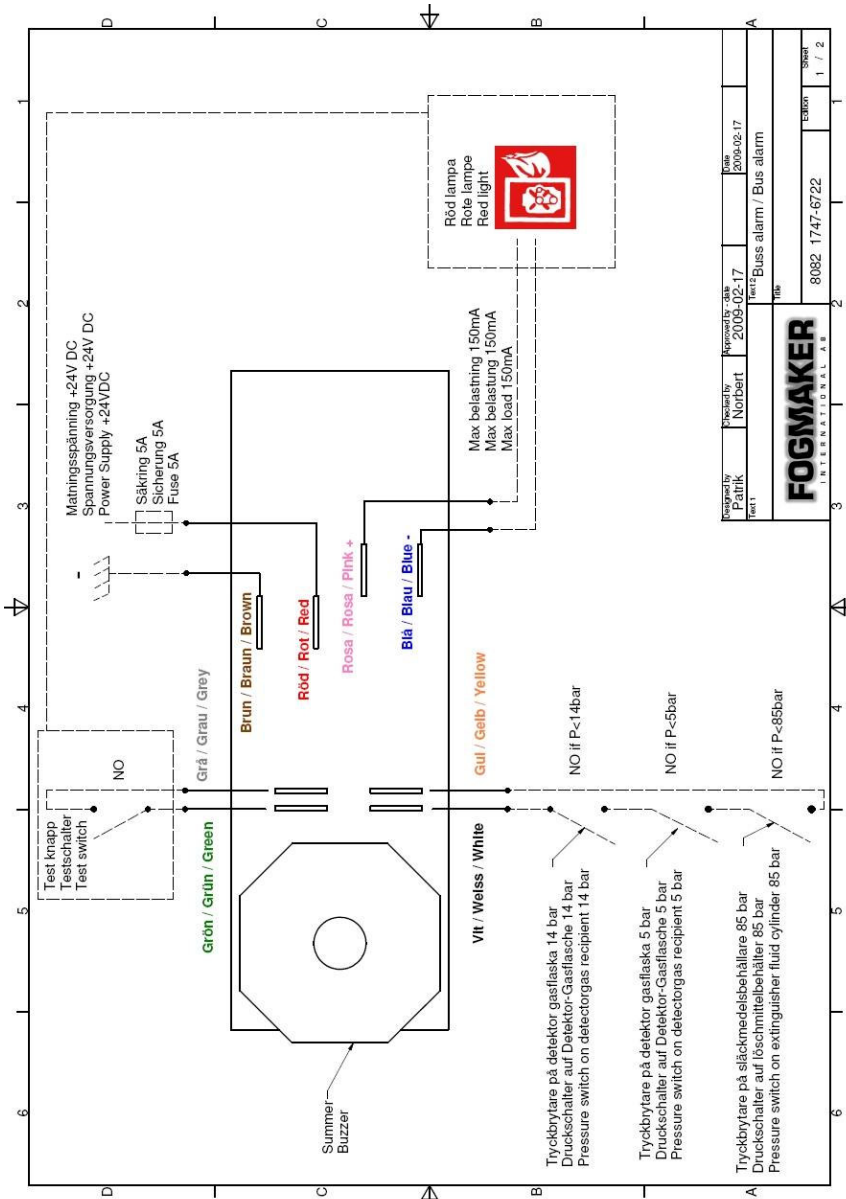 6
5
4
3
2
1
D
C
B
A
Test knapp
Testschalter
Test switch
NO
Matningsspänning +24V DC
Spannungsversorgung +24V DC
Power Supply +24VDC
-
Säkring 5A
Sicherung 5A
Fuse 5A
Grön / Grün / Green
Grå / Grau / Grey
Brun / Braun / Brown
Röd / Rot / Red
Rosa / Rosa / Pink +
Blå / Blau / Blue -
Summer
Buzzer
Vit / Weiss / White
Gul / Gelb / Yellow
Röd lampa
Rote lampe
Red light
Max belastning 150mA
Max belastung 150mA
Max load 150mA
Tryckbrytare på detektor gasflaska 14 bar
Druckschalter auf Detektor-Gasflasche 14 bar
Pressure switch on detectorgas recipient 14 bar
NO if P<14bar
Tryckbrytare på detektor gasflaska 5 bar
Druckschalter auf Detektor-Gasflasche 5 bar
Pressure switch on detectorgas recipient 5 bar
NO if P<5bar
Tryckbrytare på släckmedelsbehållare 85 bar
Druckschalter auf löschmittelbehälter 85 bar
Pressure switch on extinguisher fluid cylinder 85 bar
NO if P<85bar
Designed by
Patrik
Checked by
Norbert
Approved by - date
2009-02-17
Date
2009-02-17
Text 1
Text 2
Buss alarm / Bus alarm
FOGMAKER
INTERNATIONAL AB
Title
8082 1747-6722
Edition
Sheet
1 / 2
D
C
B
A
6
5
4
3
2
1